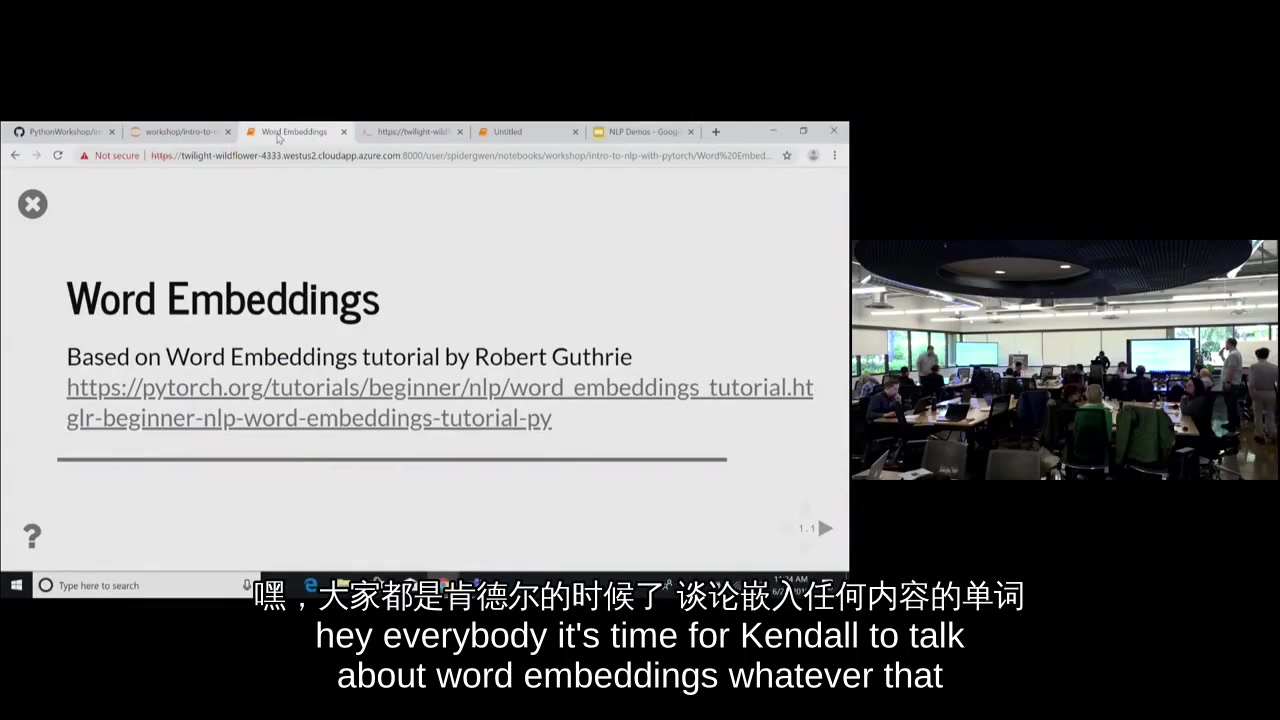 PythonWorkshop/in
workshop/intro-to-n
Word Embeddings
https://twilight-wildf
Untitled
NLP Demos - Googl
Not secure
https://twilight-wildflower-4333.westus2.cloudapp.azure.com:8000/user/spidergwen/notebooks/workshop/intro-to-nlp-with-pytorch/Word%20Embed...
Word Embeddings
Based on Word Embeddings tutorial by Robert Guthrie
https://pytorch.org/tutorials/beginner/nlp/word_embeddings_tutorial.ht
glr-beginner-nlp-word-embeddings-tutorial-py
?
1.1
Type here to search
嘿，大家都是肯德尔的时候了 谈论嵌入任何内容的单词
hey everybody it's time for Kendall to talk
about word embeddings whatever that